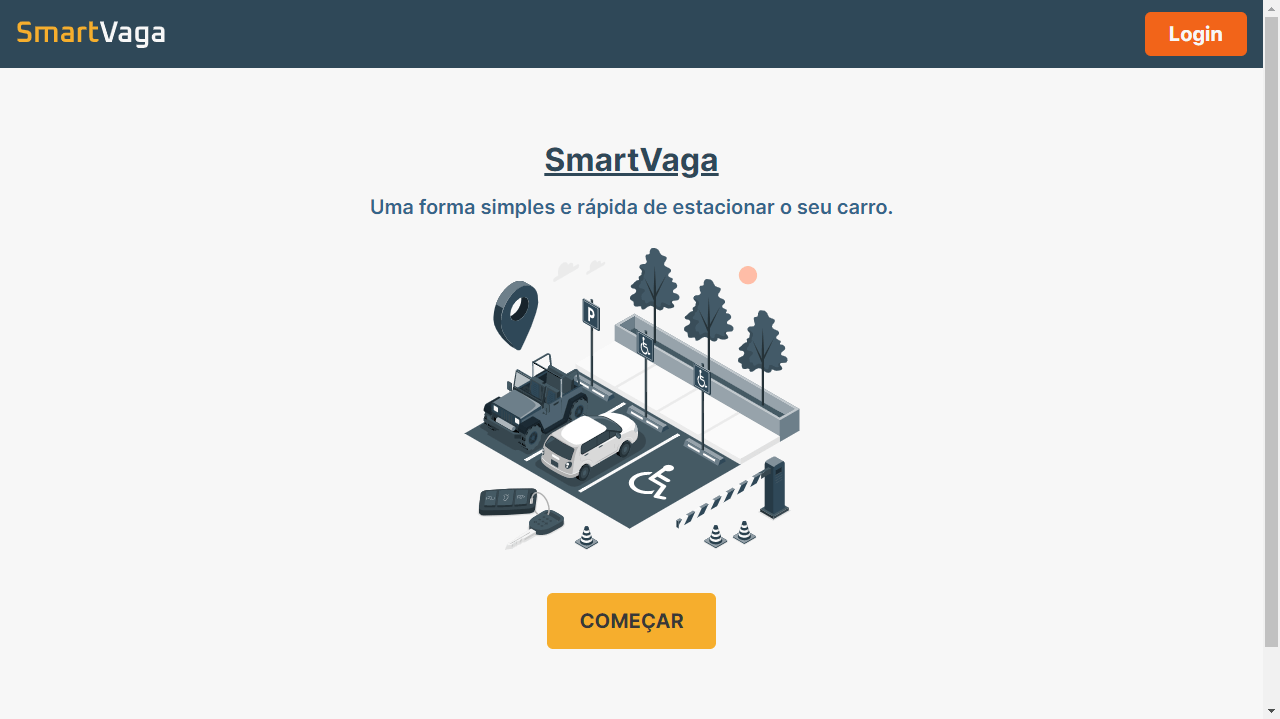 SmartVaga
Login
SmartVaga
Uma forma simples e rápida de estacionar o seu carro.
P
COMEÇAR